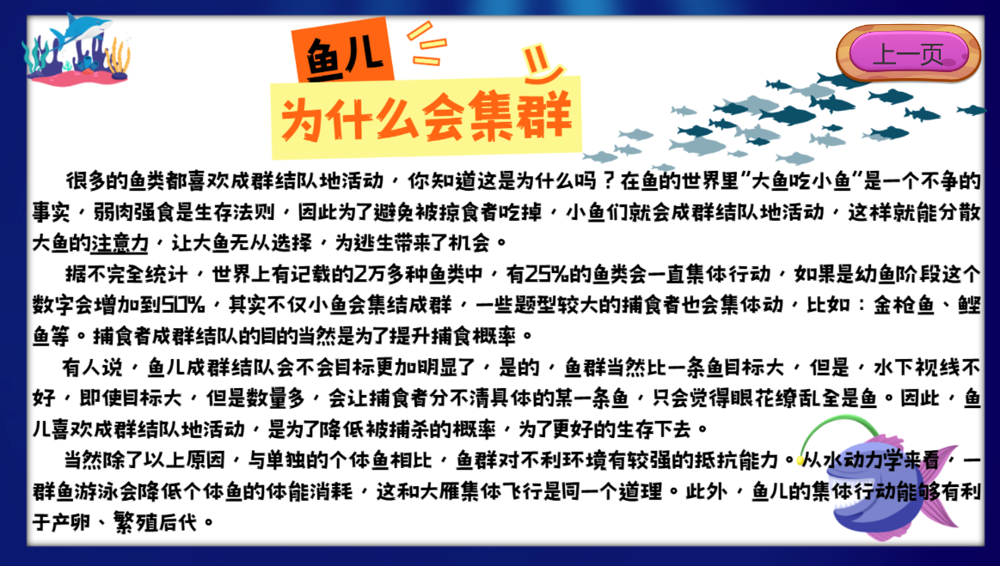 鱼儿
为什么会集群
上一页
很多的鱼类都喜欢成群结队地活动，你知道这是为什么吗？在鱼的世界里"大鱼吃小鱼"是一个不争的
事实，弱肉强食是生存法则，因此为了避免被掠食者吃掉，小鱼们就会成群结队地活动，这样就能分散
大鱼的注意力，让大鱼无从选择，为逃生带来了机会。
据不完全统计，世界上有记载的2万多种鱼类中，有25%的鱼类会一直集体行动，如果是幼鱼阶段这个
数字会增加到50%，其实不仅小鱼会集结成群，一些题型较大的捕食者也会集体动，比如：金枪鱼、鲣
鱼等。捕食者成群结队的目的当然是为了提升捕食概率。
有人说，鱼儿成群结队会不会目标更加明显了，是的，鱼群当然比一条鱼目标大，但是，水下视线不
好，即使目标大，但是数量多，会让捕食者分不清具体的某一条鱼，只会觉得眼花缭乱全是鱼。因此，鱼
儿喜欢成群结队地活动，是为了降低被捕杀的概率，为了更好的生存下去。
当然除了以上原因，与单独的个体鱼相比，鱼群对不利环境有较强的抵抗能力。从水动力学来看，一
群鱼游泳会降低个体鱼的体能消耗，这和大雁集体飞行是同一个道理。此外，鱼儿的集体行动能够有利
于产卵、繁殖后代。